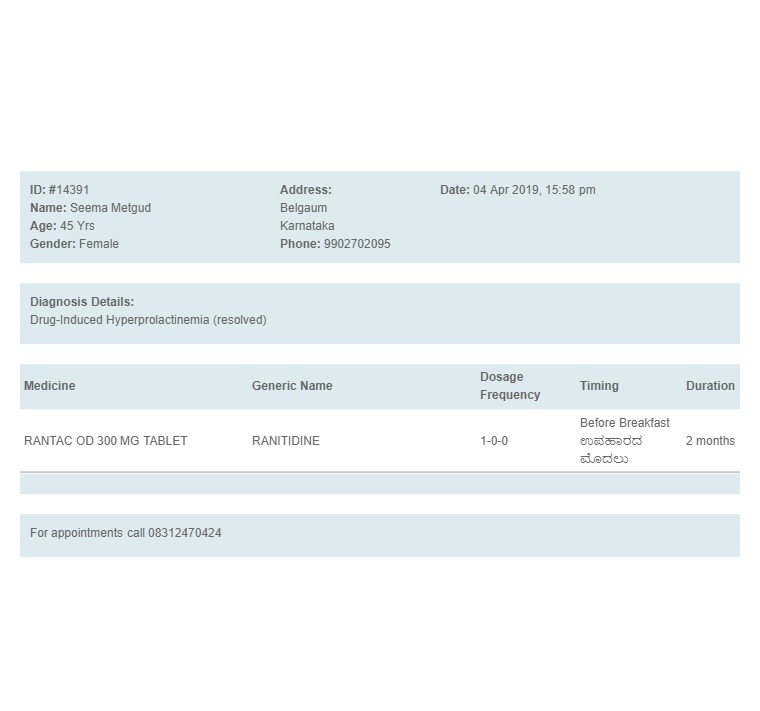 ID: #14391
Name: Seema Metgud
Age: 45 Yrs
Gender: Female
Address:
Belgaum
Karnataka
Phone: 9902702095
Date: 04 Apr 2019, 15:58 pm
Diagnosis Details:
Drug-Induced Hyperprolactinemia (resolved)
Medicine Generic Name Dosage Frequency Timing Duration
RANTAC OD 300 MG TABLET RANITIDINE 1-0-0 Before Breakfast 2 months
ಉಪಹಾರದ
ಮೊದಲು
For appointments call 08312470424